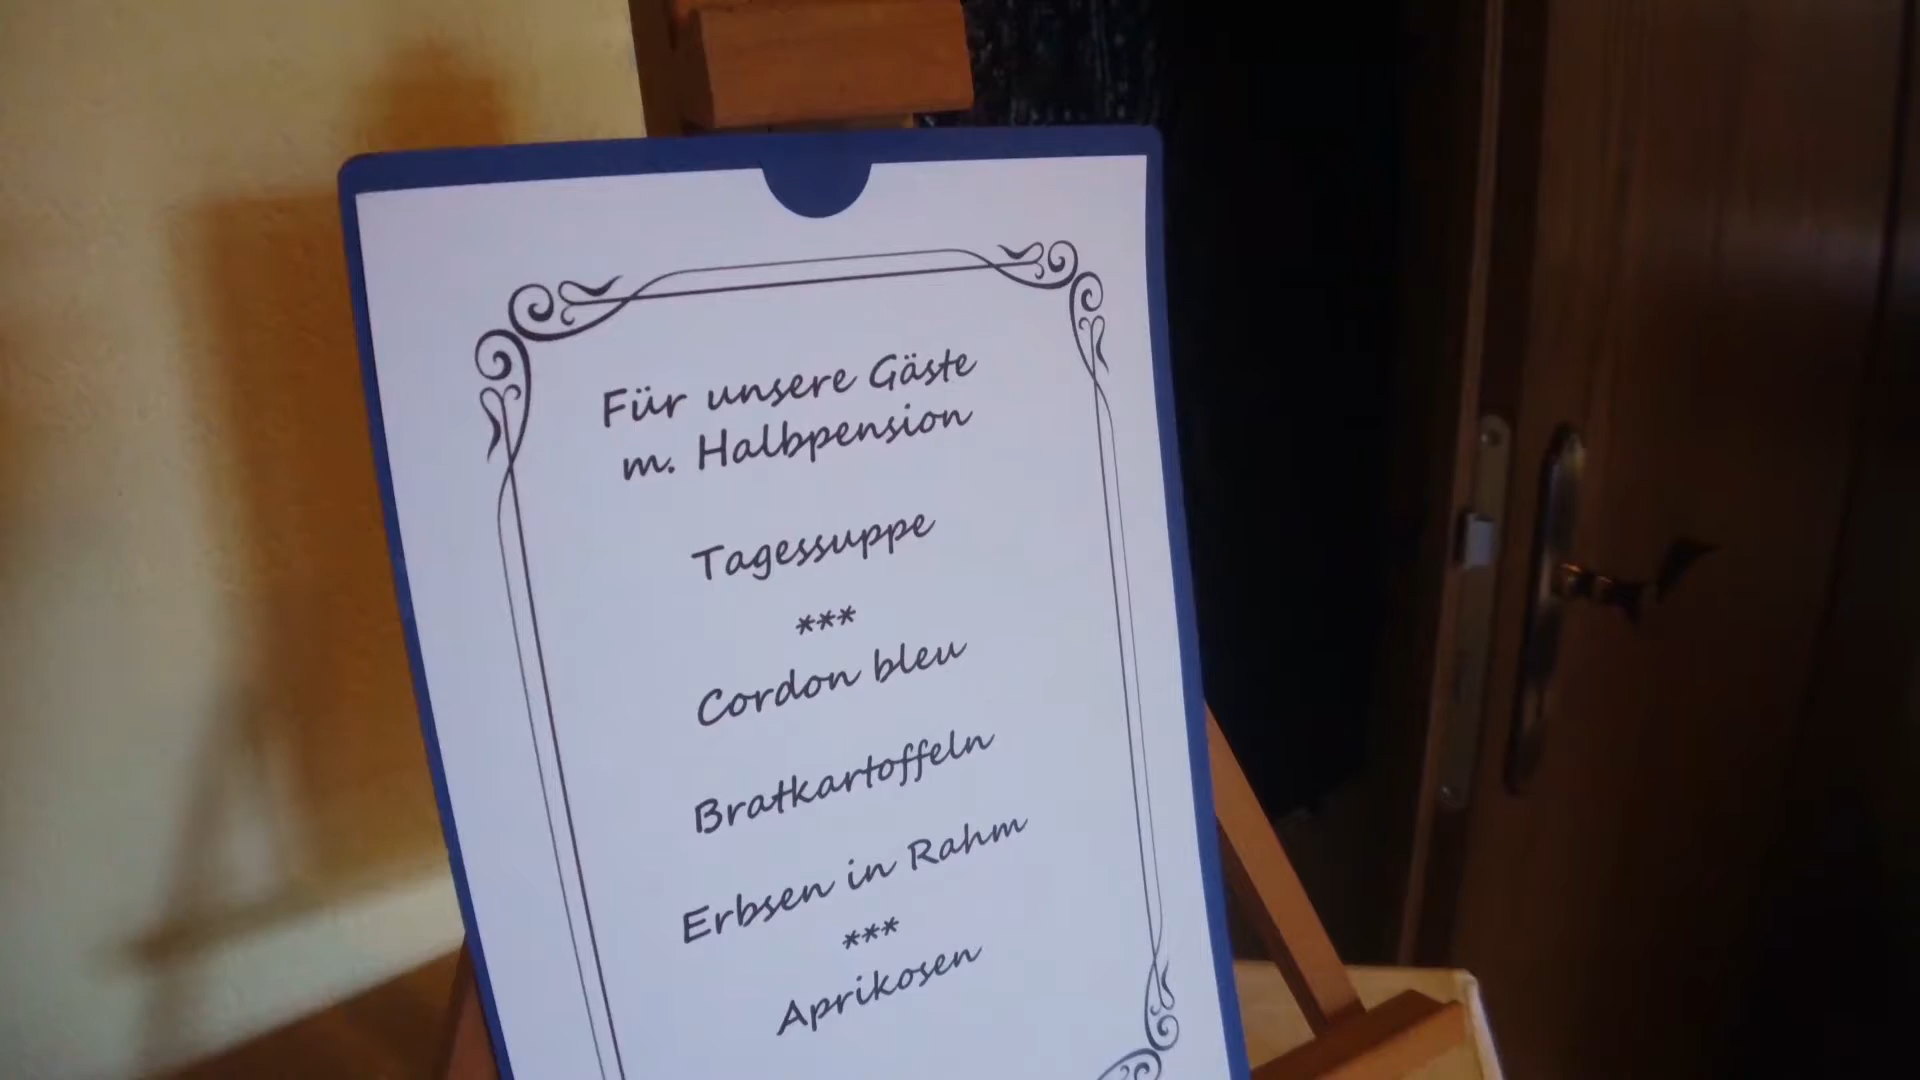 Für unsere Gäste
m. Halbpension
Tagessuppe
***
Cordon bleu
Bratkartoffeln
Erbsen in Rahm
***
Aprikosen